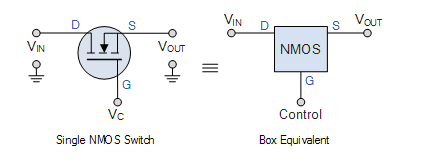 D S
VIN VOUT
G
VC
Single NMOS Switch
VIN D S VOUT
NMOS
G
Control
Box Equivalent